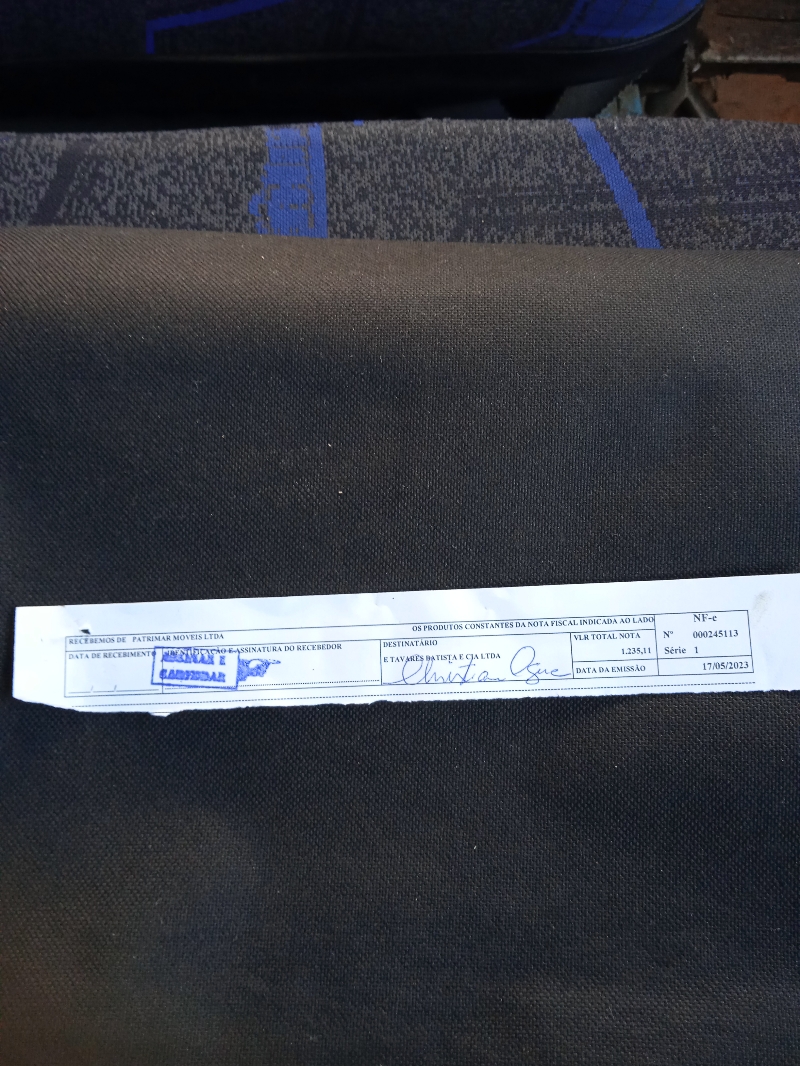 RECEBEMOS DE PATRIMAR MOVEIS LTDA OS PRODUTOS CONSTANTES DA NOTA FISCAL INDICADA AO LADO
DATA DE RECEBIMENTO IDENTIFICAÇÃO E ASSINATURA DO RECEBEDOR
DESTINATÁRIO
E TAVARES BATISTA E CIA LTDA
Christian
VLR TOTAL NOTA
1.235,11
DATA DA EMISSÃO 17/05/2023
NF-e
Nº 000245113
Série 1